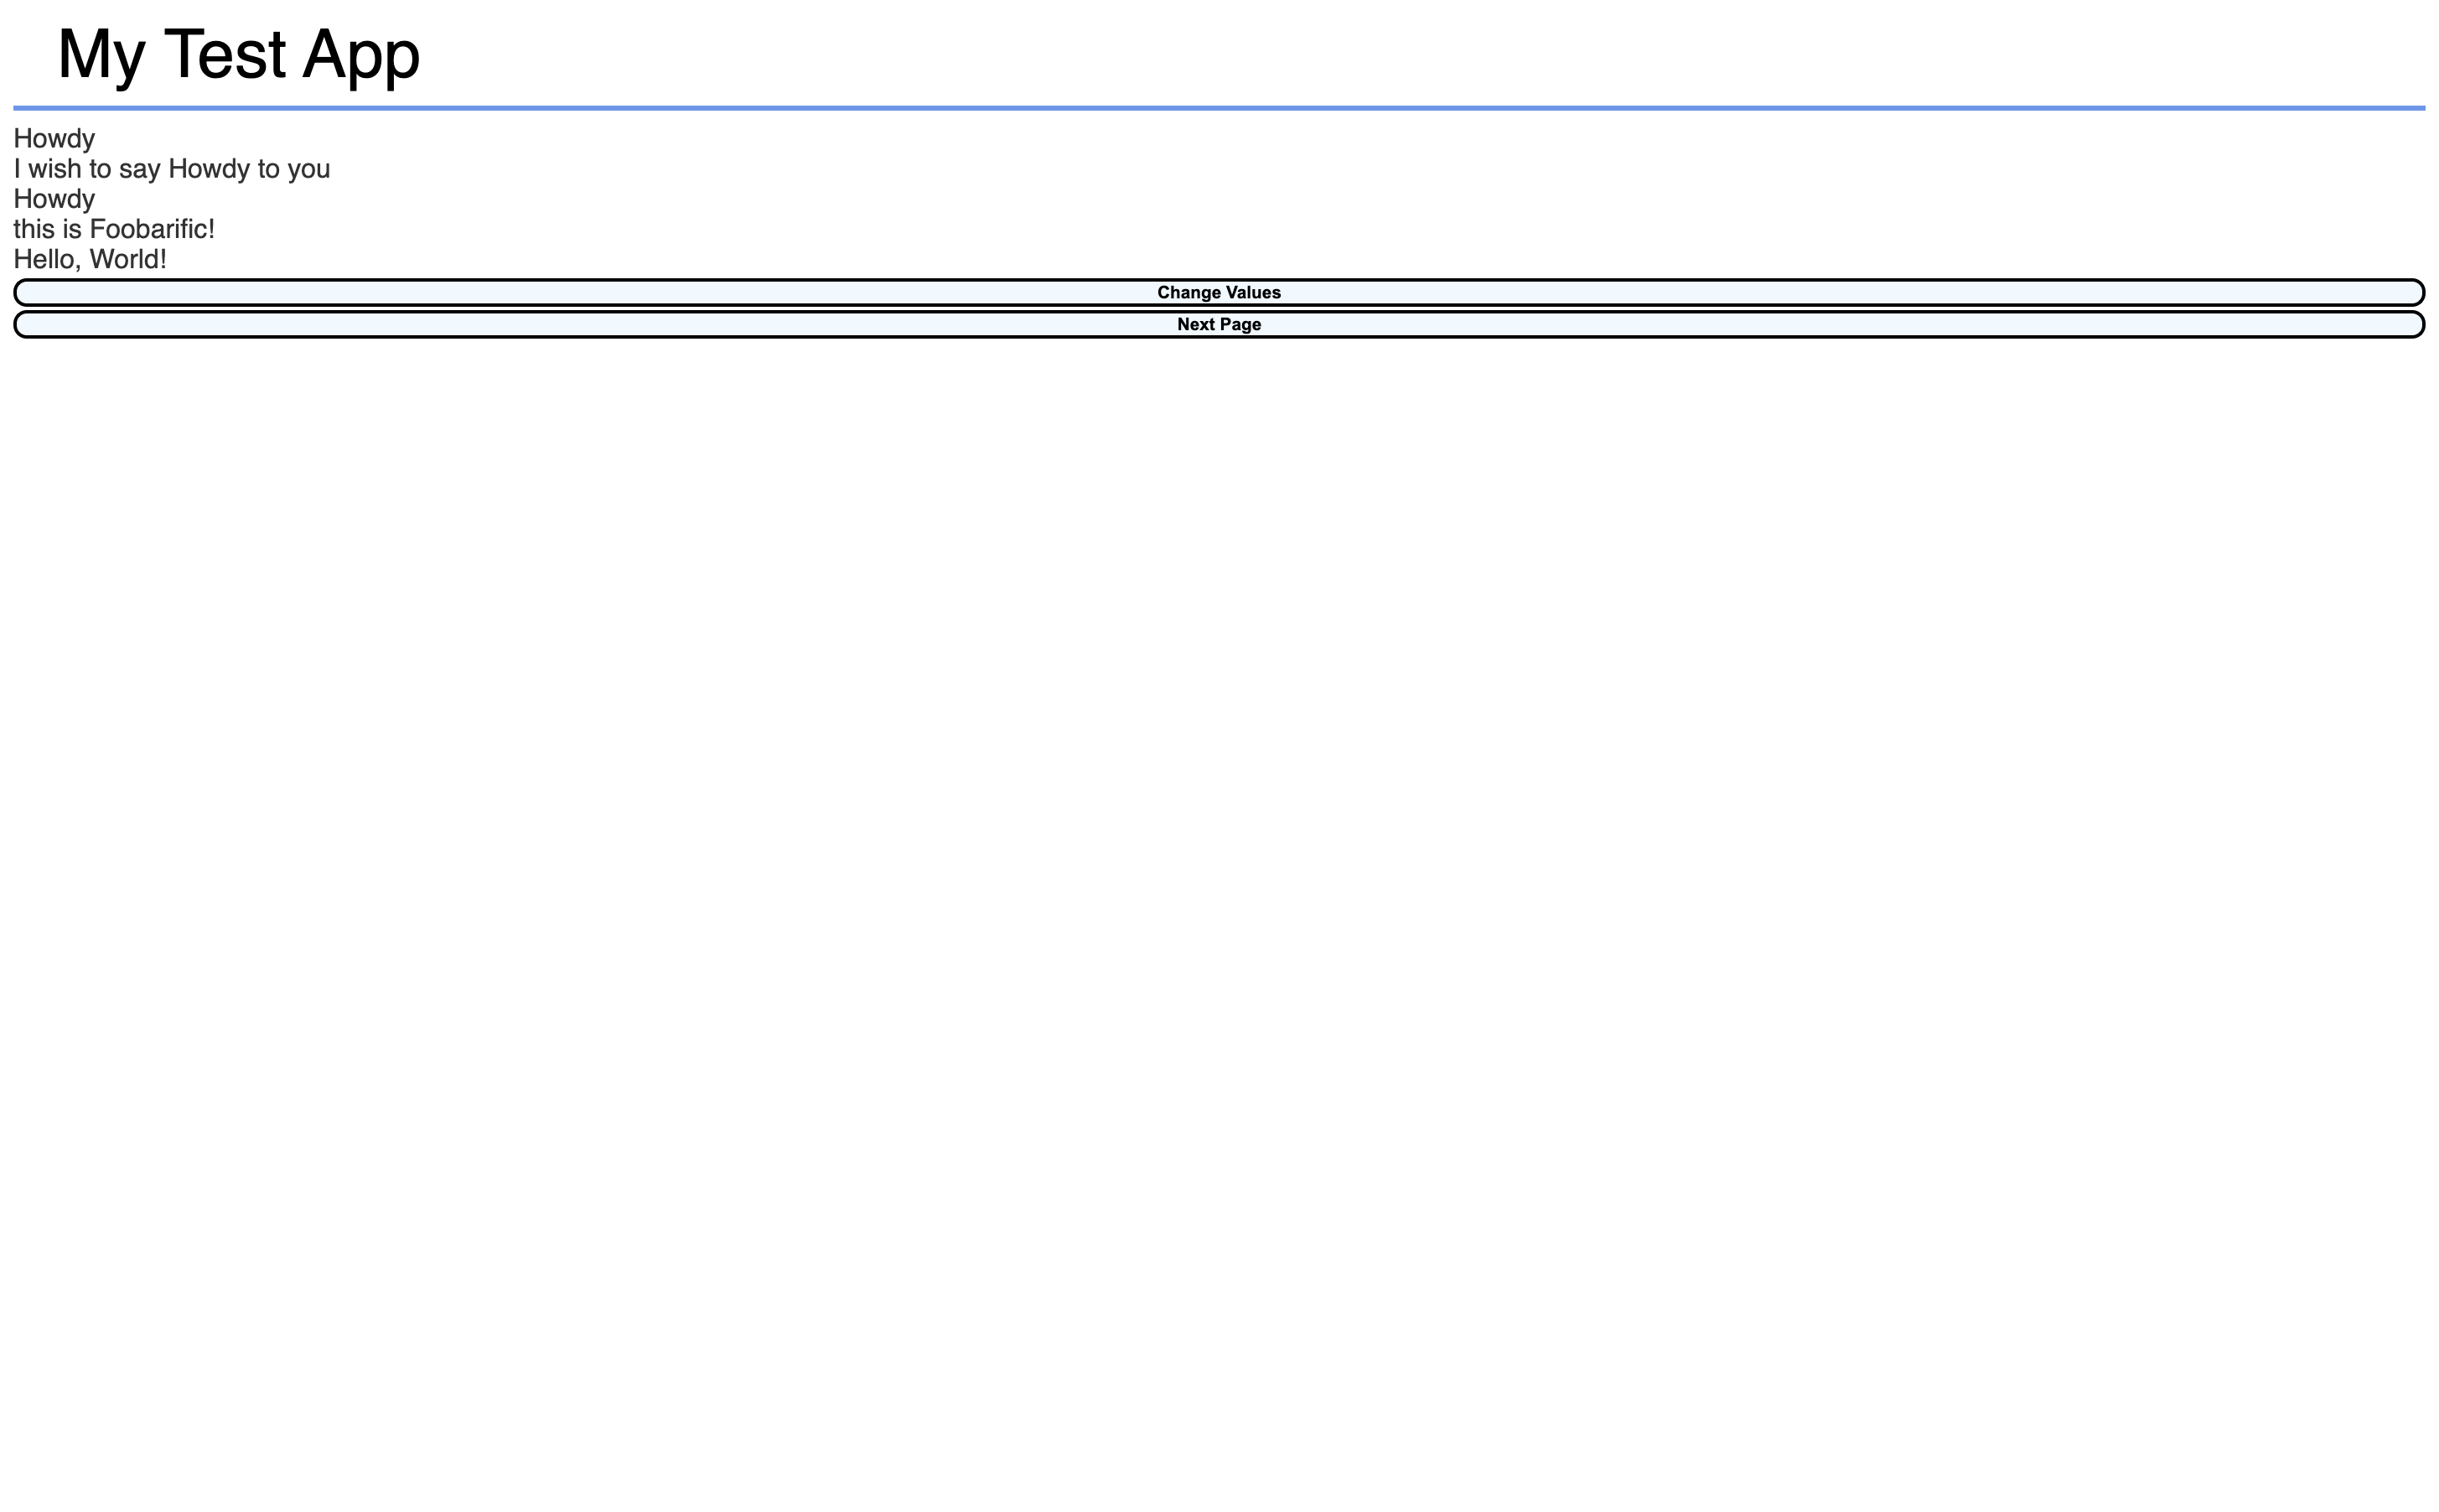 My Test App
Howdy
I wish to say Howdy to you
Howdy
this is Foobarific!
Hello, World!
Change Values
Next Page